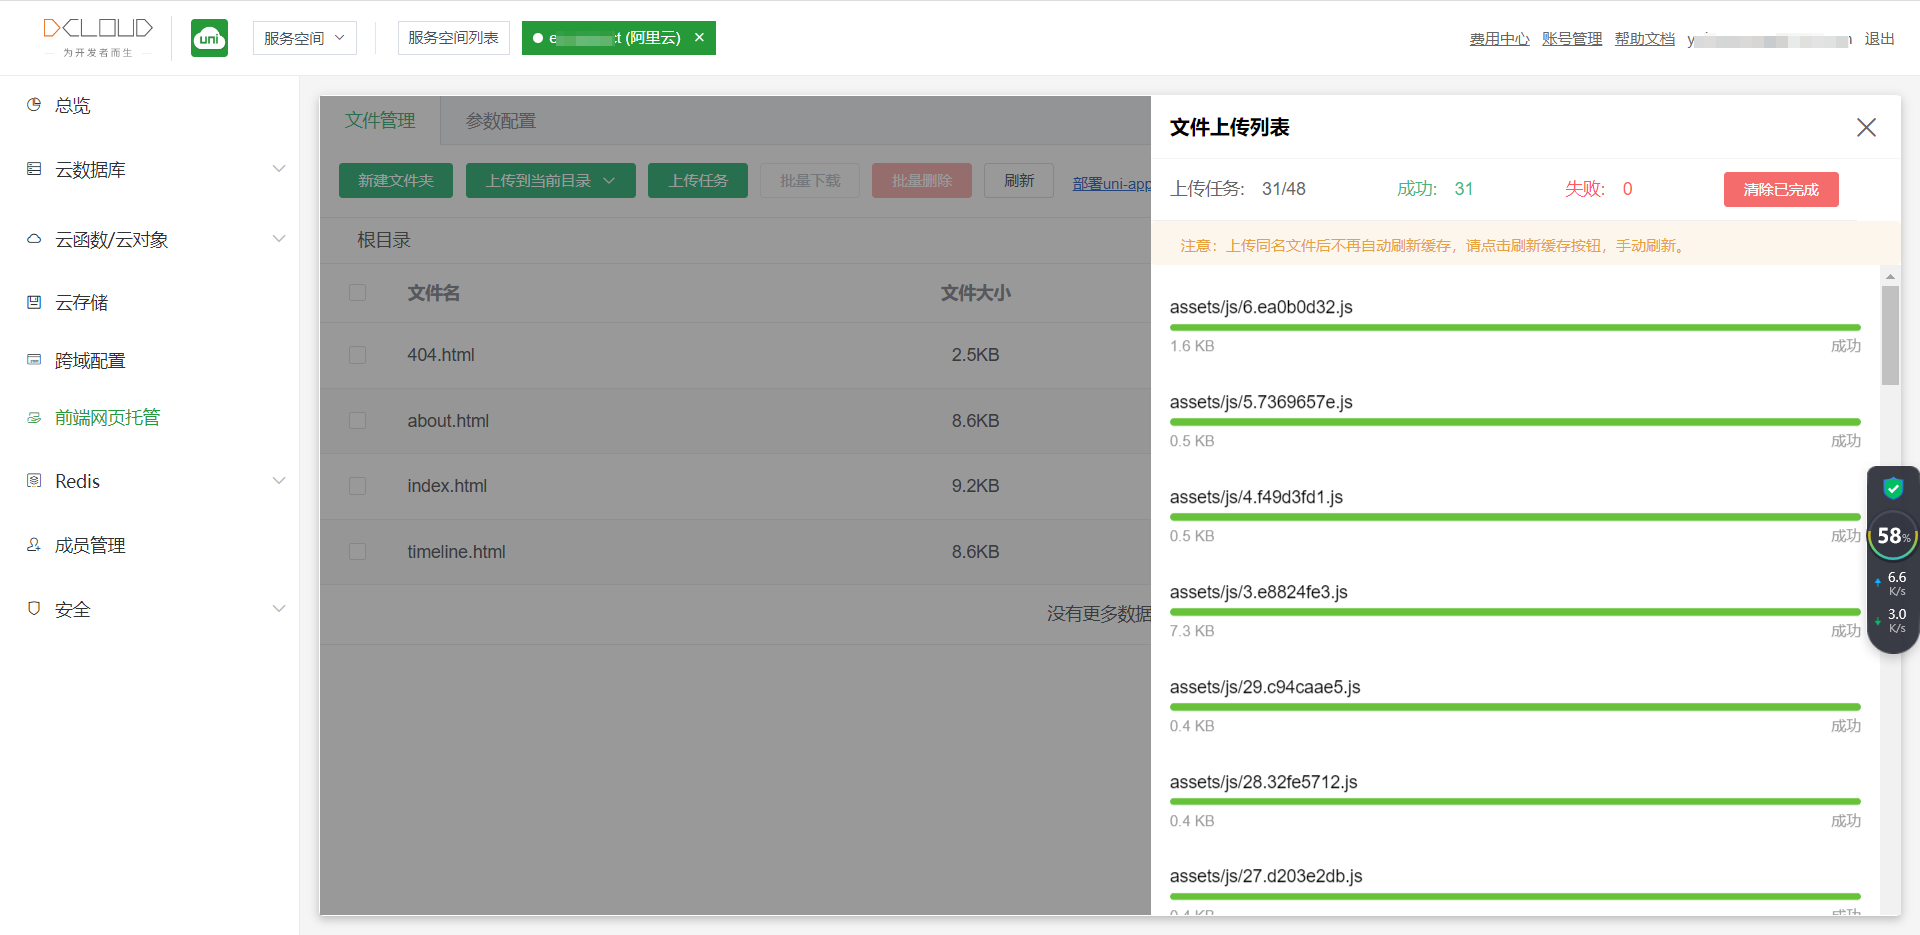 DCLOUD
为开发者而生
uni
服务空间
服务空间列表
(阿里云)
费用中心 账号管理 帮助文档 退出
总览
云数据库
云函数/云对象
云存储
跨域配置
前端网页托管
Redis
成员管理
安全
文件管理 参数配置
新建文件夹 上传到当前目录 上传任务 批量下载 批量删除 刷新 部署uni-app
根目录
文件名 文件大小
404.html 2.5KB
about.html 8.6KB
index.html 9.2KB
timeline.html 8.6KB
没有更多数据
文件上传列表
上传任务: 31/48 成功: 31 失败: 0 清除已完成
注意：上传同名文件后不再自动刷新缓存，请点击刷新缓存按钮，手动刷新。
assets/js/6.ea0b0d32.js
1.6 KB 成功
assets/js/5.7369657e.js
0.5 KB 成功
assets/js/4.f49d3fd1.js
0.5 KB 成功
assets/js/3.e8824fe3.js
7.3 KB 成功
assets/js/29.c94caae5.js
0.4 KB 成功
assets/js/28.32fe5712.js
0.4 KB 成功
assets/js/27.d203e2db.js
0.4 KB 成功
58%
6.6
K/s
3.0
K/s